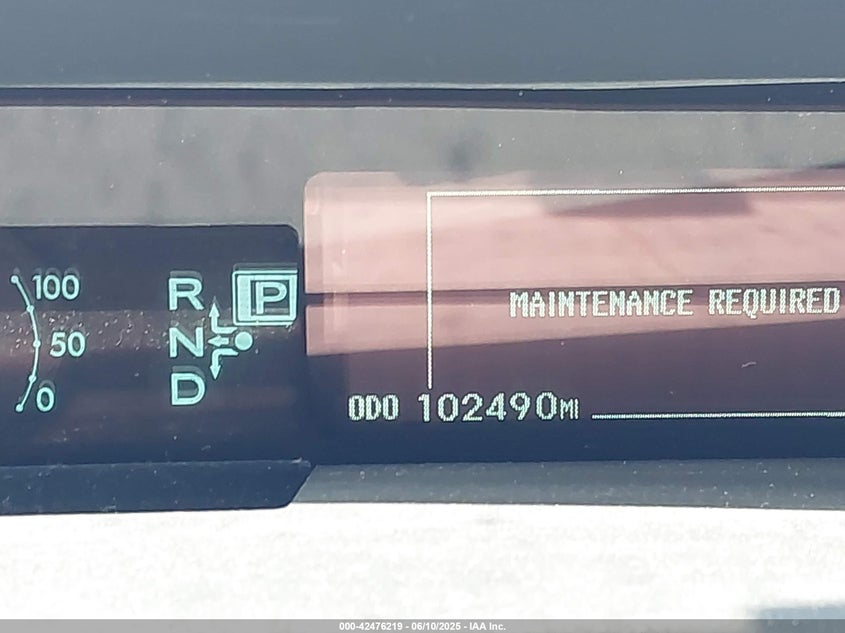 100
50
0
R
N
D
P
MAINTENANCE REQUIRED
ODO 102490MI
000-42476219 - 06/10/2025 - IAA Inc.